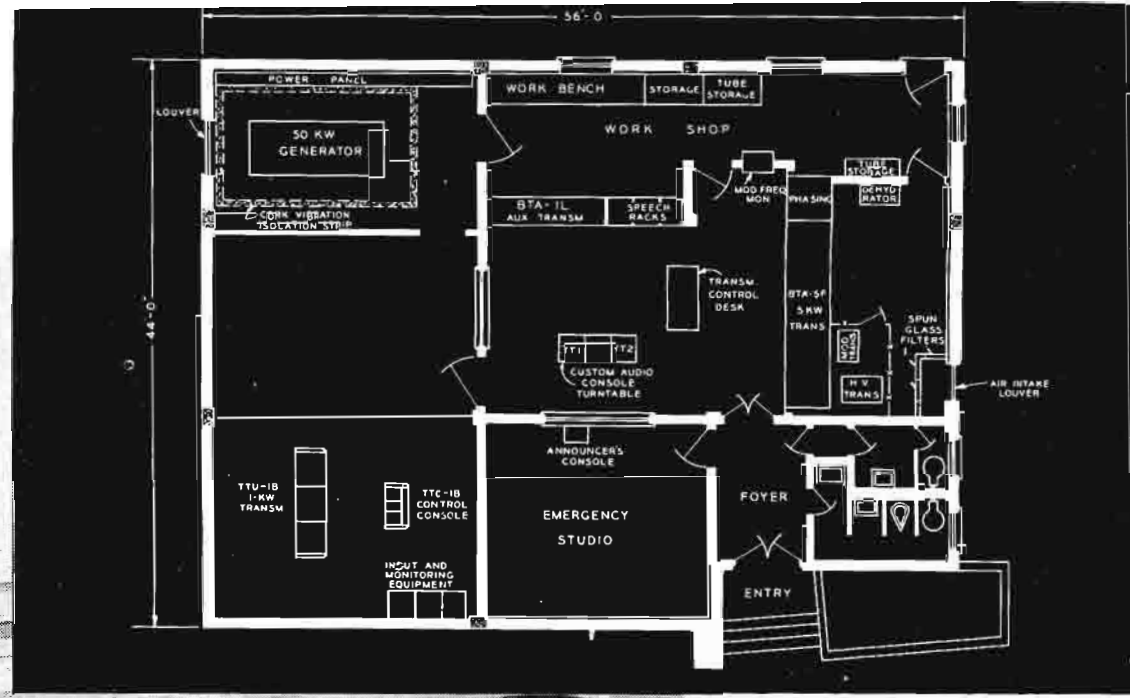 56'-0
POWER PANEL
LOUVER
50 KW
GENERATOR
CORK VIBRATION
ISOLATION STRIP
WORK BENCH
STORAGE
TUBE
STORAGE
WORK SHOP
MOD FREQ
MON
TUBE
STORAGE
DEHYD
RATOR
BTA-1L
AUX TRANSM
SPEECH
RACKS
PHASING
44'-0"
TRANSM.
CONTROL
DESK
BTA-5F
5KW
TRANS
SPUN
GLASS
FILTERS
MOD
TRANS
TT1
TT2
CUSTOM AUDIO
CONSOLE
TURNTABLE
H V
TRANS
AIR INTAKE
LOUVER
ANNOUNCER'S
CONSOLE
TTU-1B
1-KW
TRANSM
TTC-1B
CONTROL
CONSOLE
EMERGENCY
STUDIO
FOYER
INPUT AND
MONITORING
EQUIPMENT
ENTRY